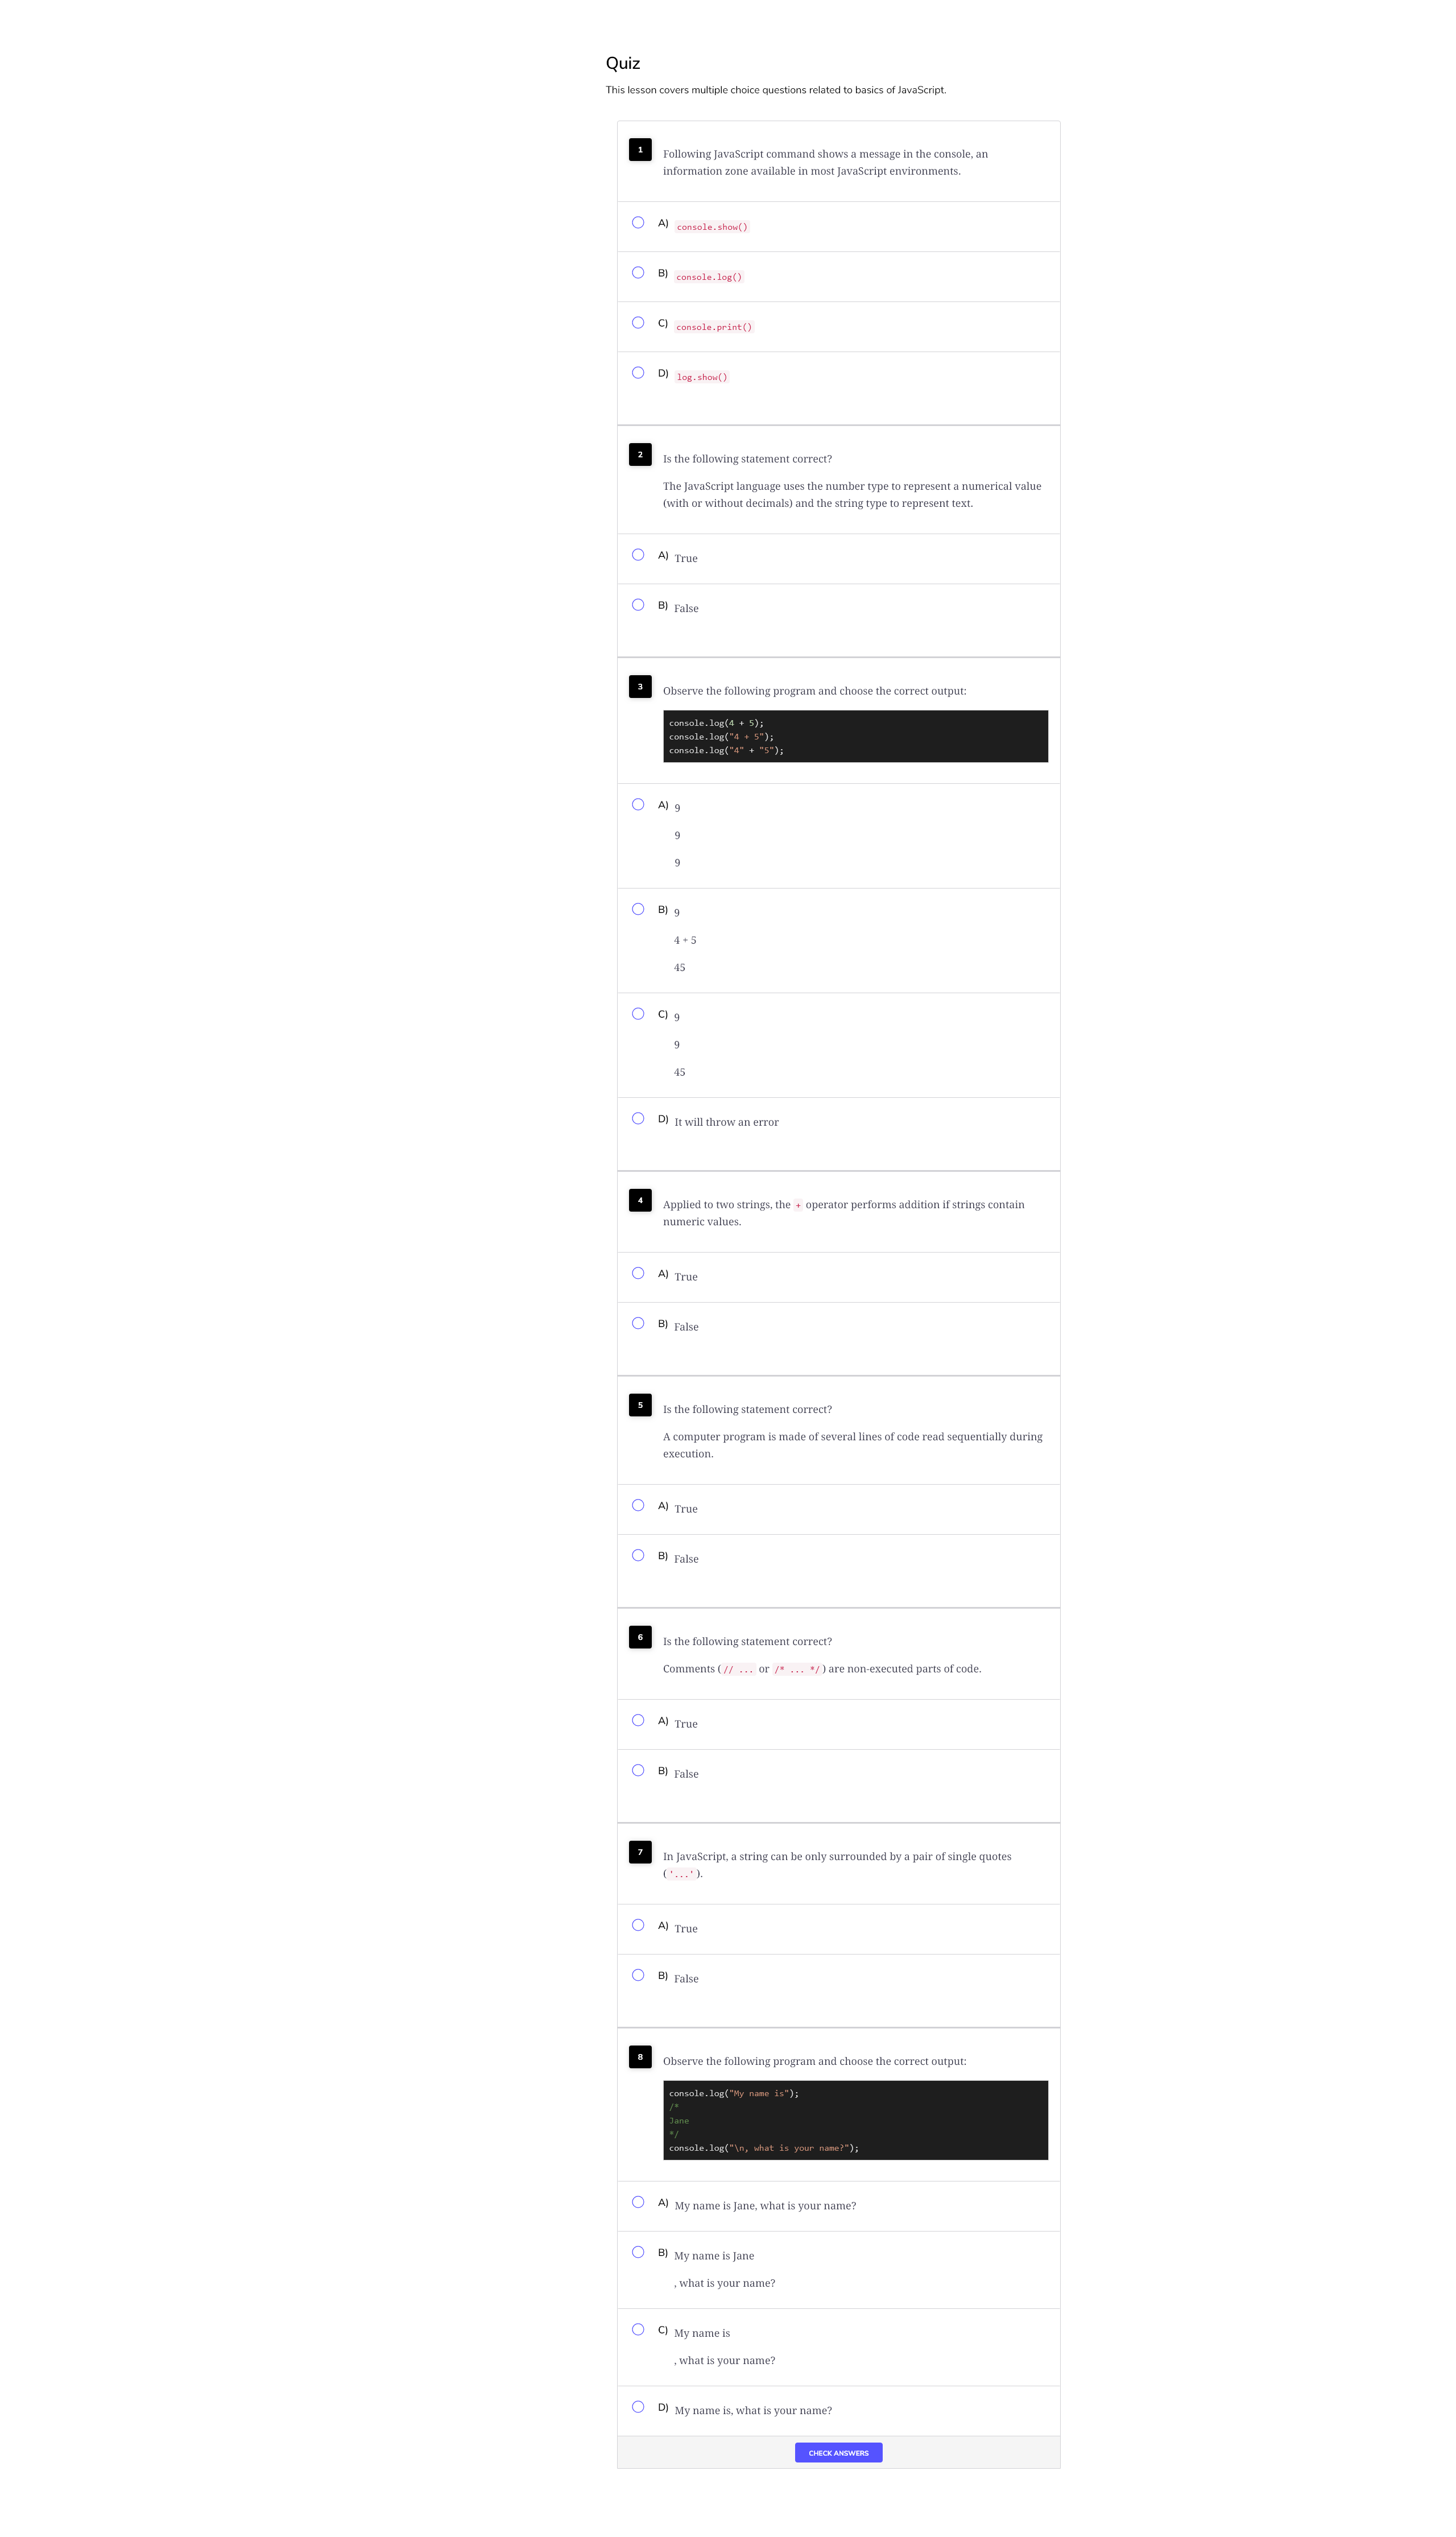 Quiz
This lesson covers multiple choice questions related to basics of JavaScript.
1
Following JavaScript command shows a message in the console, an
information zone available in most JavaScript environments.
A) console.show()
B) console.log()
C) console.print()
D) log.show()
2
Is the following statement correct?
The JavaScript language uses the number type to represent a numerical value
(with or without decimals) and the string type to represent text.
A) True
B) False
3
Observe the following program and choose the correct output:
console.log(4 + 5);
console.log("4 + 5");
console.log("4" + "5");
A) 9
9
9
B) 9
4 + 5
45
C) 9
9
45
D) It will throw an error
4
Applied to two strings, the + operator performs addition if strings contain
numeric values.
A) True
B) False
5
Is the following statement correct?
A computer program is made of several lines of code read sequentially during
execution.
A) True
B) False
6
Is the following statement correct?
Comments ( // ... or /* ... */ ) are non-executed parts of code.
A) True
B) False
7
In JavaScript, a string can be only surrounded by a pair of single quotes
( '...' ).
A) True
B) False
8
Observe the following program and choose the correct output:
console.log("My name is");
/*
Jane
*/
console.log("\n, what is your name?");
A) My name is Jane, what is your name?
B) My name is Jane
, what is your name?
C) My name is
, what is your name?
D) My name is, what is your name?
CHECK ANSWERS